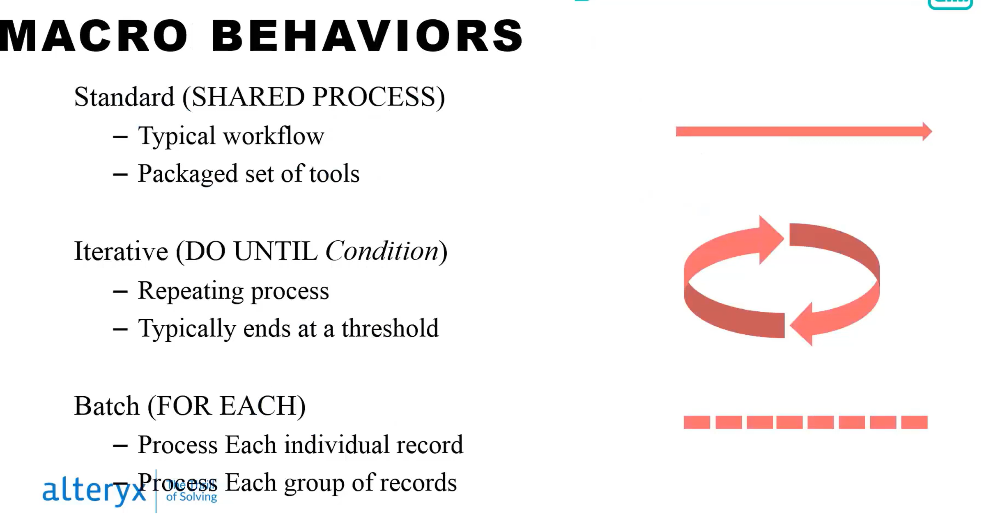 MACRO BEHAVIORS
Standard (SHARED PROCESS)
– Typical workflow
– Packaged set of tools
Iterative (DO UNTIL Condition)
– Repeating process
– Typically ends at a threshold
Batch (FOR EACH)
– Process Each individual record
– Process Each group of records
alteryx
The Thrill
of Solving